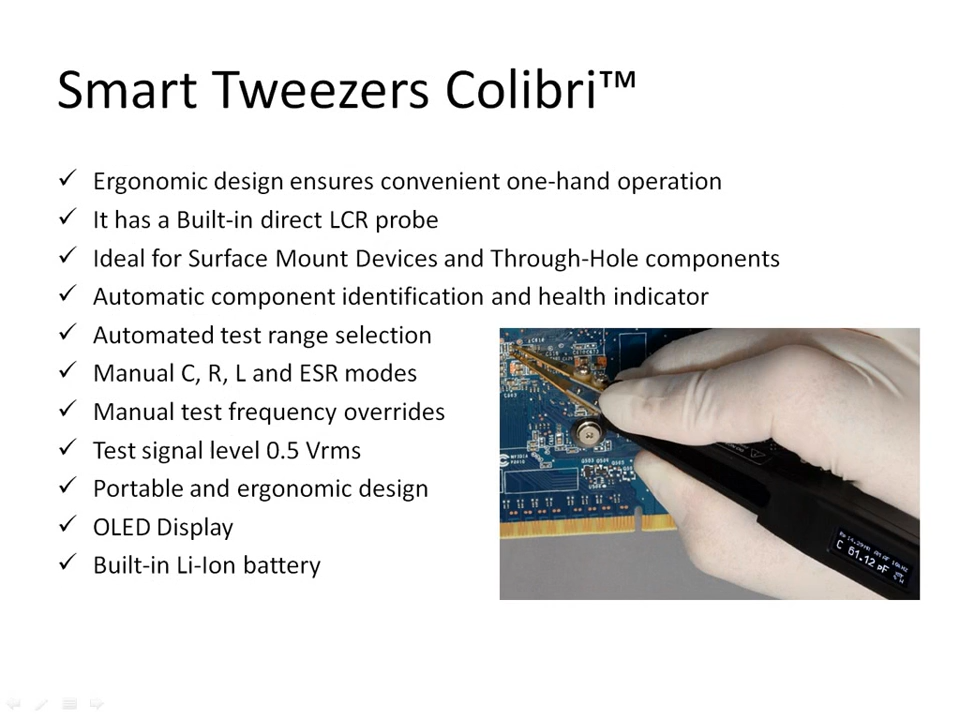 Smart Tweezers Colibri™
✓ Ergonomic design ensures convenient one-hand operation
✓ It has a Built-in direct LCR probe
✓ Ideal for Surface Mount Devices and Through-Hole components
✓ Automatic component identification and health indicator
✓ Automated test range selection
✓ Manual C, R, L and ESR modes
✓ Manual test frequency overrides
✓ Test signal level 0.5 Vrms
✓ Portable and ergonomic design
✓ OLED Display
✓ Built-in Li-Ion battery
C 61.12 pF